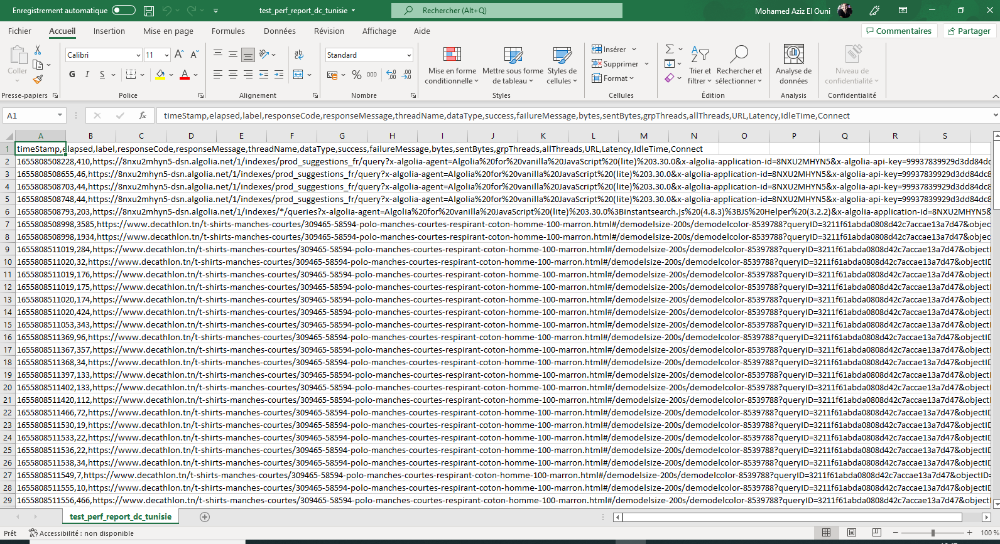 Enregistrement automatique
test_perf_report_dc_tunisie
Rechercher (Alt+Q)
Mohamed Aziz El Ouni
Fichier Accueil Insertion Mise en page Formules Données Révision Affichage Aide
Commentaires Partager
Coller
Calibri 11
G I S
Standard
% 000
Mise en forme conditionnelle
Mettre sous forme de tableau
Styles de cellules
Insérer
Supprimer
Format
Trier et filtrer
Rechercher et sélectionner
Analyse de données
Niveau de confidentialité
Presse-papiers Police Alignement Nombre Styles Cellules Édition Analysis Confidentialité
A1 fx timeStamp,elapsed,label,responseCode,responseMessage,threadName,dataType,success,failureMessage,bytes,sentBytes,grpThreads,allThreads,URL,Latency,IdleTime,Connect
A B C D E F G H I J K L M N O P Q R S
1 timeStamp,elapsed,label,responseCode,responseMessage,threadName,dataType,success,failureMessage,bytes,sentBytes,grpThreads,allThreads,URL,Latency,IdleTime,Connect
2 1655808508228,410,https://8nxu2mhyn5-dsn.algolia.net/1/indexes/prod_suggestions_fr/query?x-algolia-agent=Algolia%20for%20vanilla%20JavaScript%20(lite)%203.30.0&x-algolia-application-id=8NXU2MHYN5&x-algolia-api-key=99937839929d3dd84dc
3 1655808508655,46,https://8nxu2mhyn5-dsn.algolia.net/1/indexes/prod_suggestions_fr/query?x-algolia-agent=Algolia%20for%20vanilla%20JavaScript%20(lite)%203.30.0&x-algolia-application-id=8NXU2MHYN5&x-algolia-api-key=99937839929d3dd84dc8
4 1655808508703,44,https://8nxu2mhyn5-dsn.algolia.net/1/indexes/prod_suggestions_fr/query?x-algolia-agent=Algolia%20for%20vanilla%20JavaScript%20(lite)%203.30.0&x-algolia-application-id=8NXU2MHYN5&x-algolia-api-key=99937839929d3dd84dc8
5 1655808508748,44,https://8nxu2mhyn5-dsn.algolia.net/1/indexes/prod_suggestions_fr/query?x-algolia-agent=Algolia%20for%20vanilla%20JavaScript%20(lite)%203.30.0&x-algolia-application-id=8NXU2MHYN5&x-algolia-api-key=99937839929d3dd84dc8
6 1655808508793,203,https://8nxu2mhyn5-dsn.algolia.net/1/indexes/*/queries?x-algolia-agent=Algolia%20for%20vanilla%20JavaScript%20(lite)%203.30.0%3Binstantsearch.js%20(4.8.3)%3BJS%20Helper%20(3.2.2)&x-algolia-application-id=8NXU2MHYN5&
7 1655808508998,3585,https://www.decathlon.tn/t-shirts-manches-courtes/309465-58594-polo-manches-courtes-respirant-coton-homme-100-marron.html#/demodelsize-200s/demodelcolor-8539788?queryID=3211f61abda0808d42c7accae13a7d47&objec
8 1655808508998,1934,https://www.decathlon.tn/t-shirts-manches-courtes/309465-58594-polo-manches-courtes-respirant-coton-homme-100-marron.html#/demodelsize-200s/demodelcolor-8539788?queryID=3211f61abda0808d42c7accae13a7d47&objec
9 1655808511019,284,https://www.decathlon.tn/t-shirts-manches-courtes/309465-58594-polo-manches-courtes-respirant-coton-homme-100-marron.html#/demodelsize-200s/demodelcolor-8539788?queryID=3211f61abda0808d42c7accae13a7d47&object
10 1655808511020,32,https://www.decathlon.tn/t-shirts-manches-courtes/309465-58594-polo-manches-courtes-respirant-coton-homme-100-marron.html#/demodelsize-200s/demodelcolor-8539788?queryID=3211f61abda0808d42c7accae13a7d47&objectI
11 1655808511019,176,https://www.decathlon.tn/t-shirts-manches-courtes/309465-58594-polo-manches-courtes-respirant-coton-homme-100-marron.html#/demodelsize-200s/demodelcolor-8539788?queryID=3211f61abda0808d42c7accae13a7d47&object
12 1655808511019,175,https://www.decathlon.tn/t-shirts-manches-courtes/309465-58594-polo-manches-courtes-respirant-coton-homme-100-marron.html#/demodelsize-200s/demodelcolor-8539788?queryID=3211f61abda0808d42c7accae13a7d47&object
13 1655808511020,174,https://www.decathlon.tn/t-shirts-manches-courtes/309465-58594-polo-manches-courtes-respirant-coton-homme-100-marron.html#/demodelsize-200s/demodelcolor-8539788?queryID=3211f61abda0808d42c7accae13a7d47&object
14 1655808511020,424,https://www.decathlon.tn/t-shirts-manches-courtes/309465-58594-polo-manches-courtes-respirant-coton-homme-100-marron.html#/demodelsize-200s/demodelcolor-8539788?queryID=3211f61abda0808d42c7accae13a7d47&object
15 1655808511053,343,https://www.decathlon.tn/t-shirts-manches-courtes/309465-58594-polo-manches-courtes-respirant-coton-homme-100-marron.html#/demodelsize-200s/demodelcolor-8539788?queryID=3211f61abda0808d42c7accae13a7d47&object
16 1655808511369,96,https://www.decathlon.tn/t-shirts-manches-courtes/309465-58594-polo-manches-courtes-respirant-coton-homme-100-marron.html#/demodelsize-200s/demodelcolor-8539788?queryID=3211f61abda0808d42c7accae13a7d47&objectI
17 1655808511367,357,https://www.decathlon.tn/t-shirts-manches-courtes/309465-58594-polo-manches-courtes-respirant-coton-homme-100-marron.html#/demodelsize-200s/demodelcolor-8539788?queryID=3211f61abda0808d42c7accae13a7d47&object
18 1655808511368,34,https://www.decathlon.tn/t-shirts-manches-courtes/309465-58594-polo-manches-courtes-respirant-coton-homme-100-marron.html#/demodelsize-200s/demodelcolor-8539788?queryID=3211f61abda0808d42c7accae13a7d47&objectI
19 1655808511397,133,https://www.decathlon.tn/t-shirts-manches-courtes/309465-58594-polo-manches-courtes-respirant-coton-homme-100-marron.html#/demodelsize-200s/demodelcolor-8539788?queryID=3211f61abda0808d42c7accae13a7d47&object
20 1655808511402,133,https://www.decathlon.tn/t-shirts-manches-courtes/309465-58594-polo-manches-courtes-respirant-coton-homme-100-marron.html#/demodelsize-200s/demodelcolor-8539788?queryID=3211f61abda0808d42c7accae13a7d47&object
21 1655808511420,112,https://www.decathlon.tn/t-shirts-manches-courtes/309465-58594-polo-manches-courtes-respirant-coton-homme-100-marron.html#/demodelsize-200s/demodelcolor-8539788?queryID=3211f61abda0808d42c7accae13a7d47&object
22 1655808511466,72,https://www.decathlon.tn/t-shirts-manches-courtes/309465-58594-polo-manches-courtes-respirant-coton-homme-100-marron.html#/demodelsize-200s/demodelcolor-8539788?queryID=3211f61abda0808d42c7accae13a7d47&objectI
23 1655808511530,19,https://www.decathlon.tn/t-shirts-manches-courtes/309465-58594-polo-manches-courtes-respirant-coton-homme-100-marron.html#/demodelsize-200s/demodelcolor-8539788?queryID=3211f61abda0808d42c7accae13a7d47&objectI
24 1655808511533,22,https://www.decathlon.tn/t-shirts-manches-courtes/309465-58594-polo-manches-courtes-respirant-coton-homme-100-marron.html#/demodelsize-200s/demodelcolor-8539788?queryID=3211f61abda0808d42c7accae13a7d47&objectI
25 1655808511536,22,https://www.decathlon.tn/t-shirts-manches-courtes/309465-58594-polo-manches-courtes-respirant-coton-homme-100-marron.html#/demodelsize-200s/demodelcolor-8539788?queryID=3211f61abda0808d42c7accae13a7d47&objectI
26 1655808511538,34,https://www.decathlon.tn/t-shirts-manches-courtes/309465-58594-polo-manches-courtes-respirant-coton-homme-100-marron.html#/demodelsize-200s/demodelcolor-8539788?queryID=3211f61abda0808d42c7accae13a7d47&objectI
27 1655808511549,7,https://www.decathlon.tn/t-shirts-manches-courtes/309465-58594-polo-manches-courtes-respirant-coton-homme-100-marron.html#/demodelsize-200s/demodelcolor-8539788?queryID=3211f61abda0808d42c7accae13a7d47&objectID=
28 1655808511555,10,https://www.decathlon.tn/t-shirts-manches-courtes/309465-58594-polo-manches-courtes-respirant-coton-homme-100-marron.html#/demodelsize-200s/demodelcolor-8539788?queryID=3211f61abda0808d42c7accae13a7d47&objectI
29 1655808511556,466,https://www.decathlon.tn/t-shirts-manches-courtes/309465-58594-polo-manches-courtes-respirant-coton-homme-100-marron.html#/demodelsize-200s/demodelcolor-8539788?queryID=3211f61abda0808d42c7accae13a7d47&object
test_perf_report_dc_tunisie
Prêt Accessibilité : non disponible 100 %